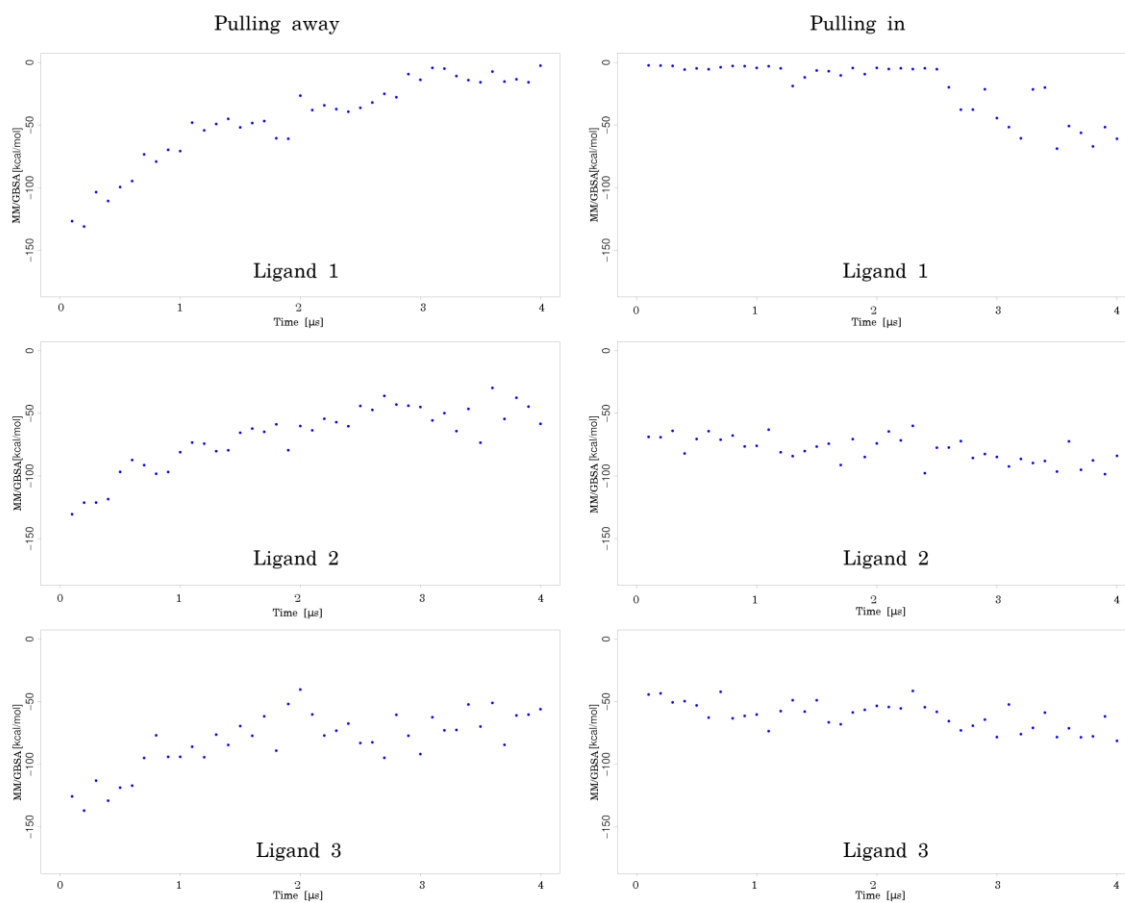 Pulling away
Pulling in
MM/GBSA[kcal/mol]
0
−50
−100
−150
Ligand 1
0 1 2 3 4
Time [µs]
MM/GBSA[kcal/mol]
0
−50
−100
−150
Ligand 1
0 1 2 3 4
Time [µs]
MM/GBSA[kcal/mol]
0
−50
−100
−150
Ligand 2
0 1 2 3 4
Time [µs]
MM/GBSA [kcal/mol]
0
−50
−100
−150
Ligand 2
0 1 2 3 4
Time [µs]
MM/GBSA[kcal/mol]
0
−50
−100
−150
Ligand 3
0 1 2 3 4
Time [µs]
MM/GBSA [kcal/mol]
0
−50
−100
−150
Ligand 3
0 1 2 3 4
Time [µs]